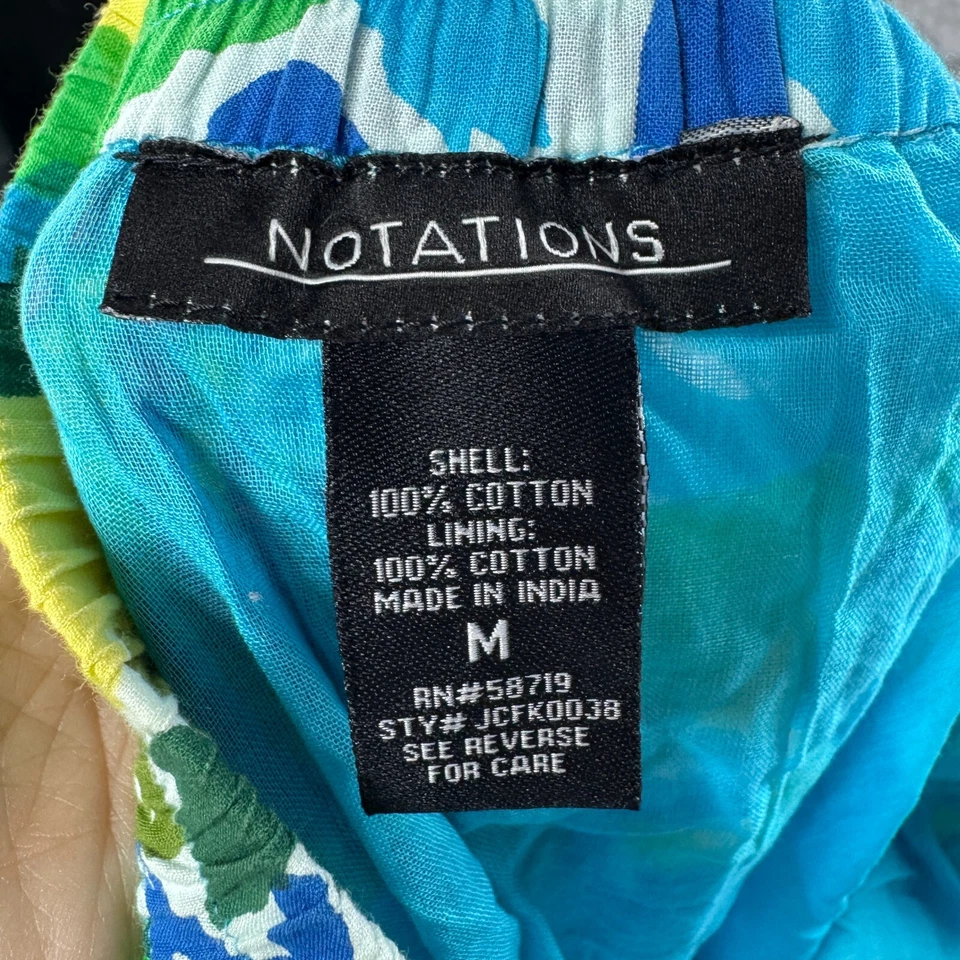 NOTATIONS
SHELL:
100% COTTON
LINING:
100% COTTON
MADE IN INDIA
M
RN#58719
STY# JCFK0038
SEE REVERSE
FOR CARE